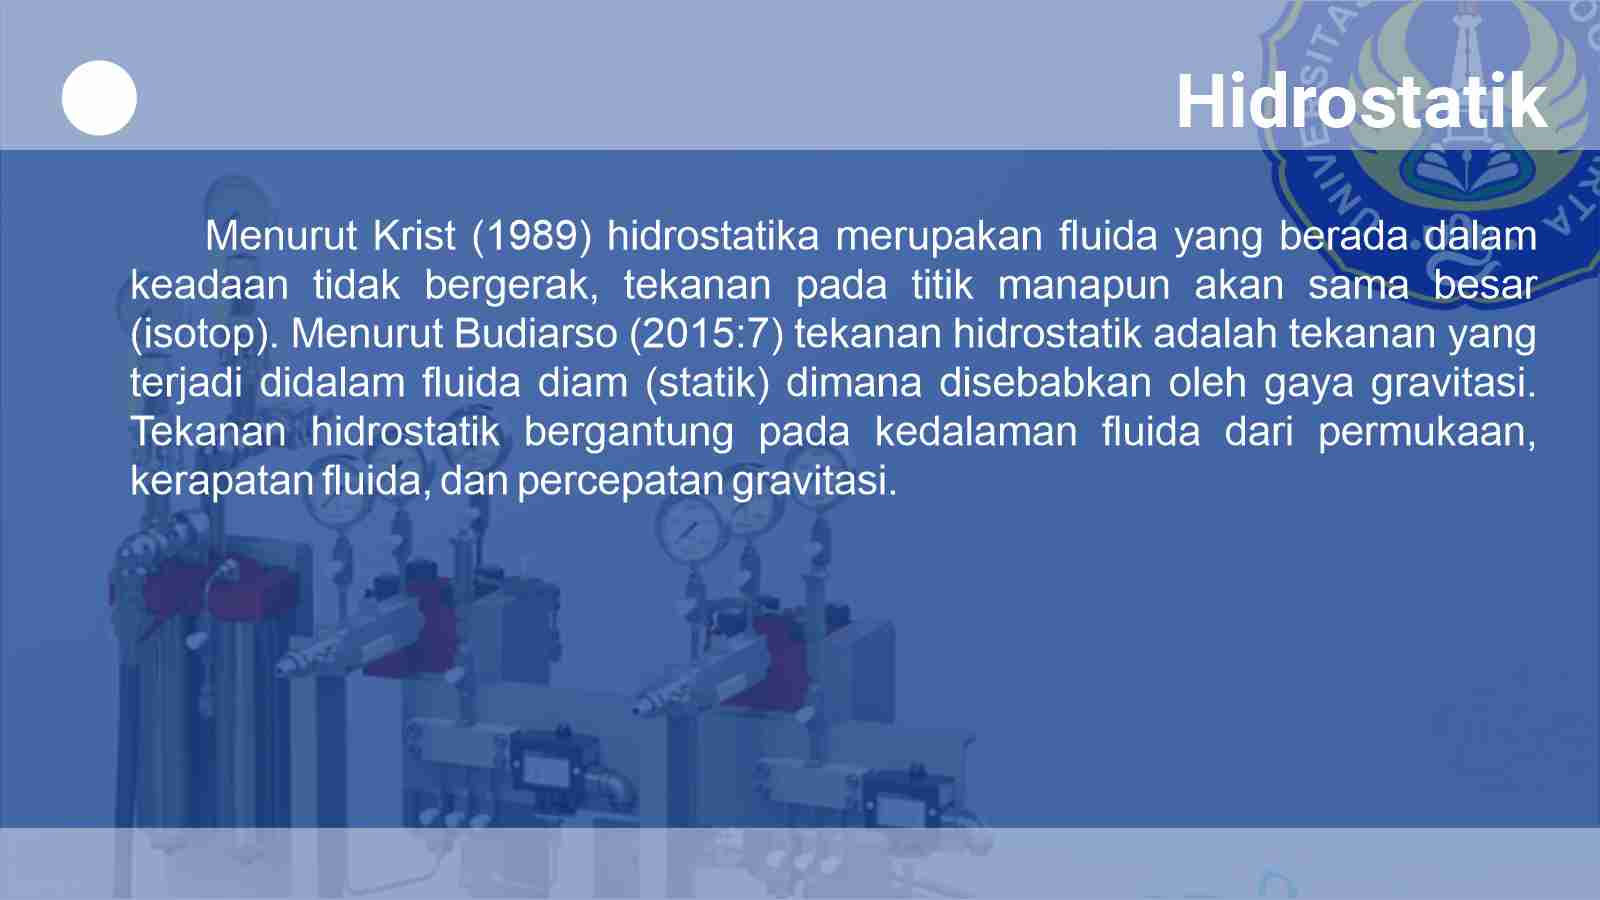 Hidrostatik
UNIVERSITAS
Menurut Krist (1989) hidrostatika merupakan fluida yang berada dalam
keadaan tidak bergerak, tekanan pada titik manapun akan sama besar
(isotop). Menurut Budiarso (2015:7) tekanan hidrostatik adalah tekanan yang
terjadi didalam fluida diam (statik) dimana disebabkan oleh gaya gravitasi.
Tekanan hidrostatik bergantung pada kedalaman fluida dari permukaan,
kerapatan fluida, dan percepatan gravitasi.